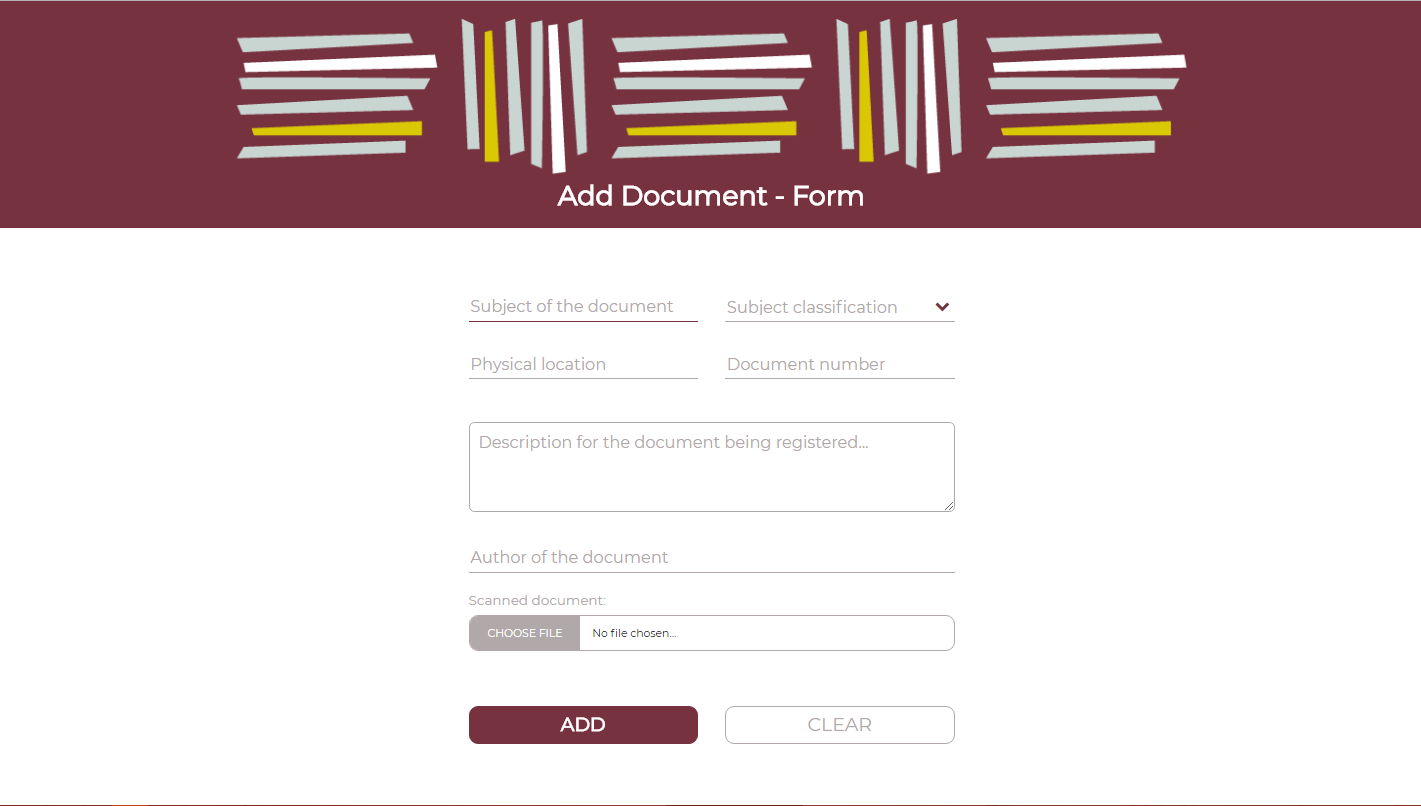 Add Document - Form
Subject of the document
Subject classification
Physical location
Document number
Description for the document being registered...
Author of the document
Scanned document:
CHOOSE FILE
No file chosen...
ADD
CLEAR